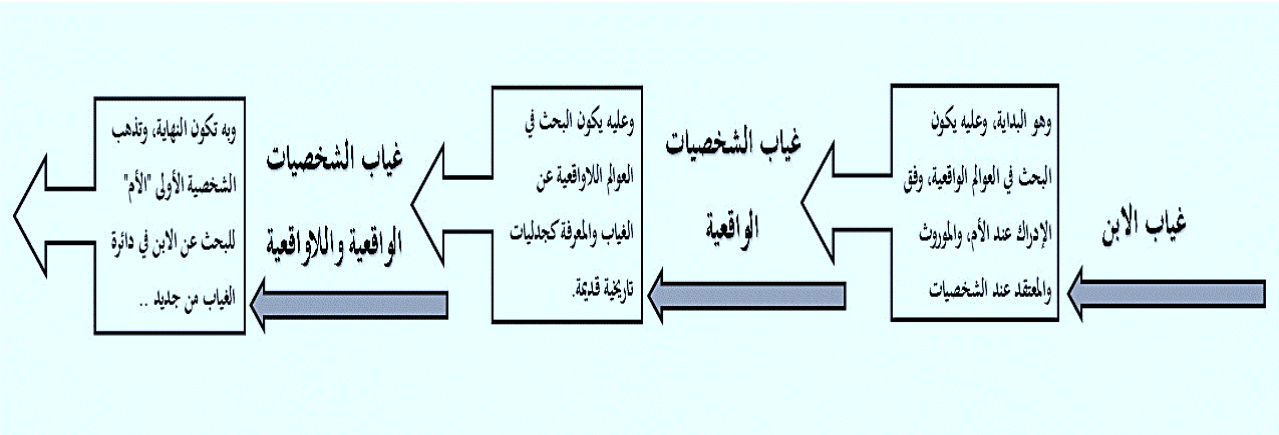 غياب الابن
وهو البداية، وعليه يكون
البحث في العوالم الواقعية، وفق
الإدراك عند الأم، والموروث
والمعتقد عند الشخصيات
غياب الشخصيات
الواقعية
وعليه يكون البحث في
العوالم اللاواقعية عن
الغياب والمعرفة كجدليات
تاريخية قديمة.
غياب الشخصيات
الواقعية واللاواقعية
وبه تكون النهاية، وتذهب
الشخصية الأولى "الأم"
للبحث عن الابن في دائرة
الغياب من جديد ..